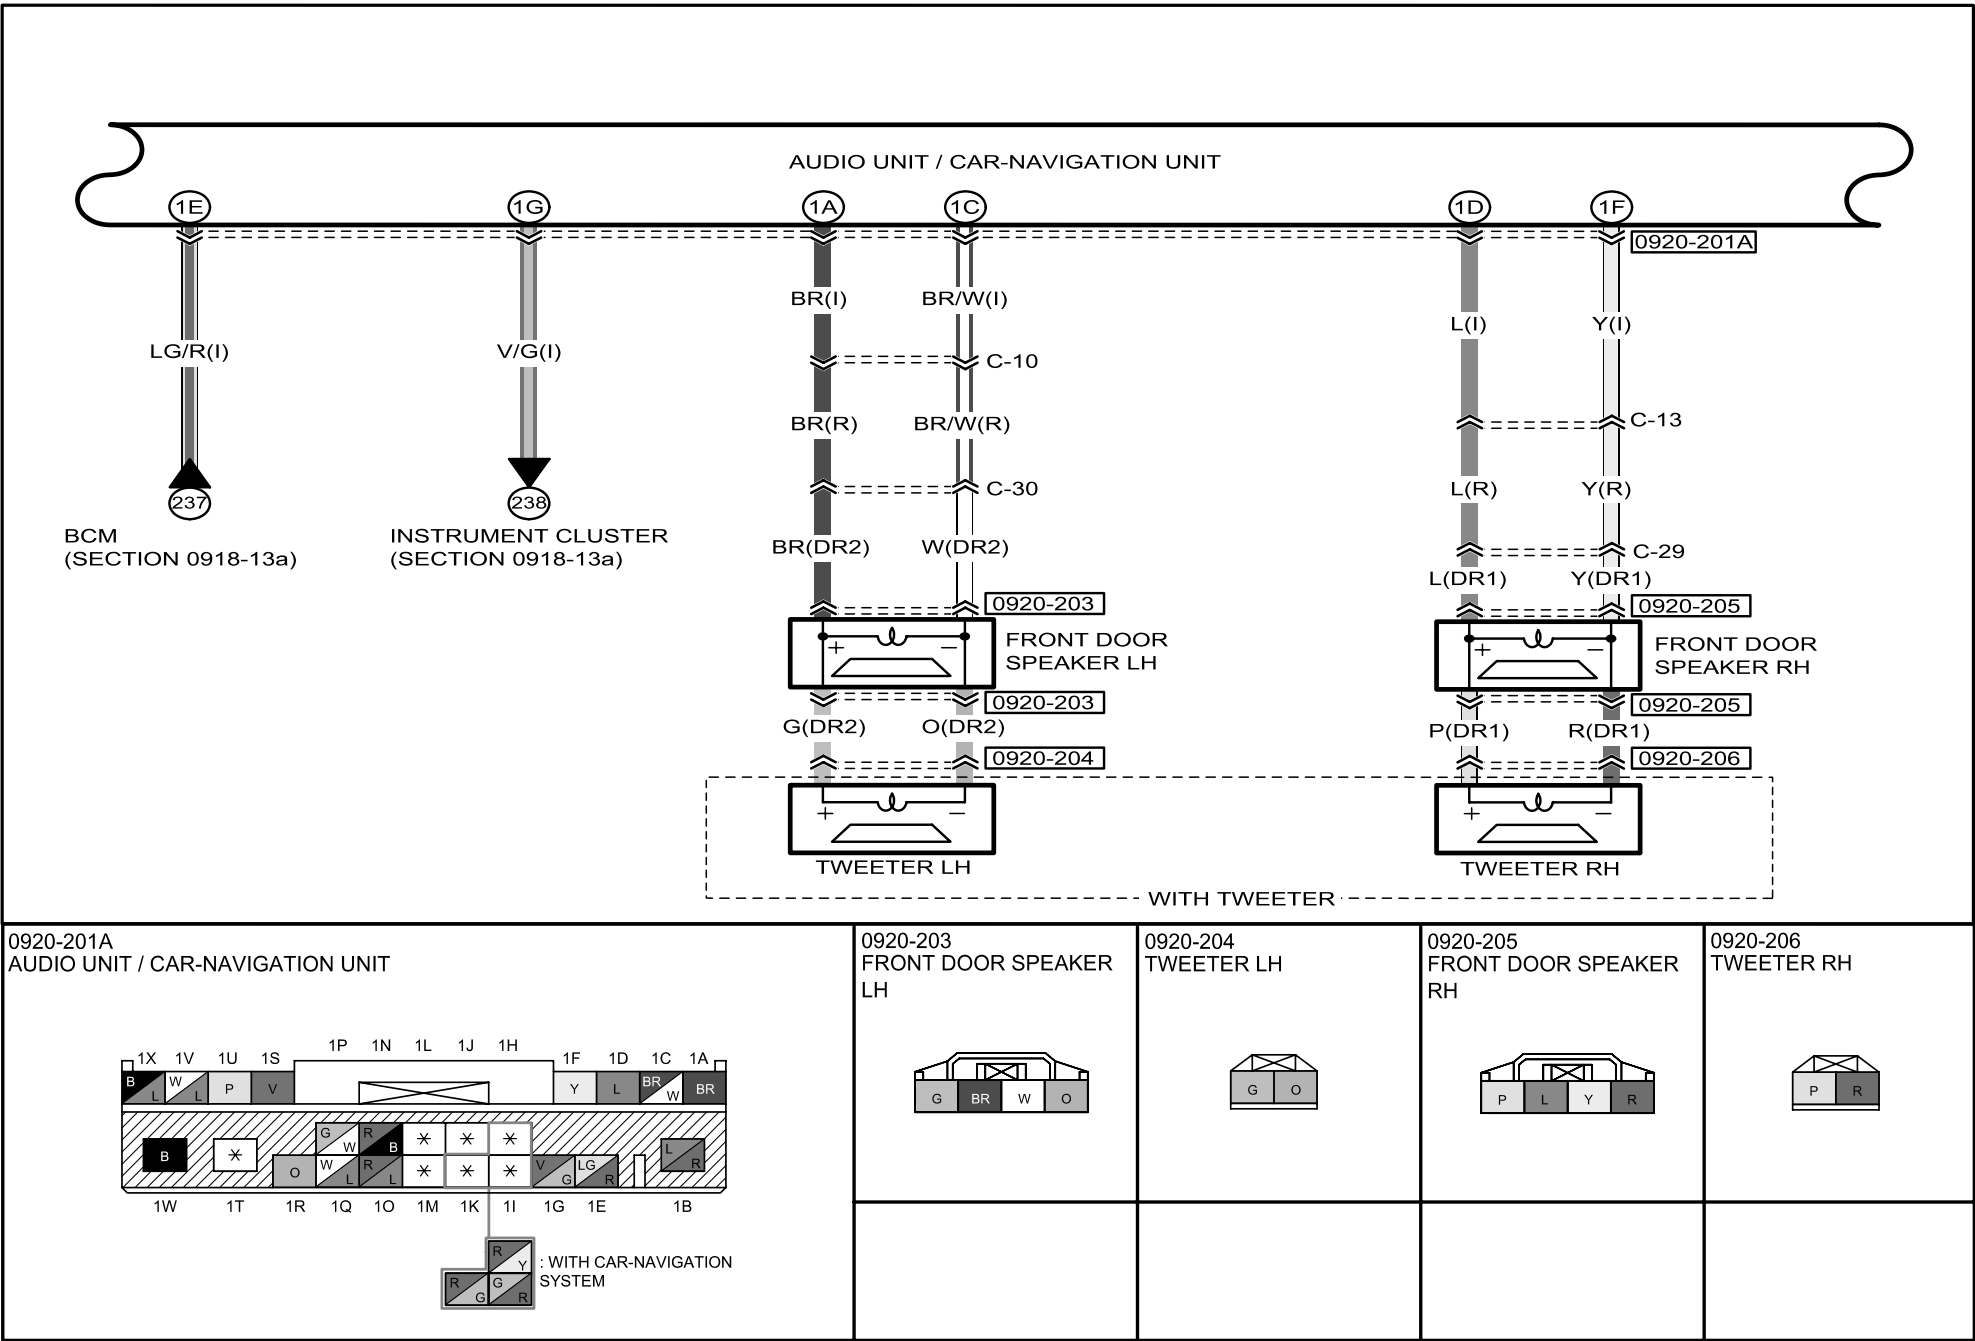 AUDIO UNIT / CAR-NAVIGATION UNIT
1E 1G 1A 1C 1D 1F
0920-201A
BR(I) BR/W(I)
L(I) Y(I)
LG/R(I) V/G(I)
C-10
BR(R) BR/W(R)
C-13
C-30
L(R) Y(R)
237 238
BCM
(SECTION 0918-13a)
INSTRUMENT CLUSTER
(SECTION 0918-13a)
BR(DR2) W(DR2)
C-29
L(DR1) Y(DR1)
0920-203
0920-205
+ −
FRONT DOOR
SPEAKER LH
+ −
FRONT DOOR
SPEAKER RH
0920-203
0920-205
G(DR2) O(DR2)
P(DR1) R(DR1)
0920-204
0920-206
+ −
+ −
TWEETER LH
TWEETER RH
WITH TWEETER
0920-201A
AUDIO UNIT / CAR-NAVIGATION UNIT
1X 1V 1U 1S 1P 1N 1L 1J 1H 1F 1D 1C 1A
B L W L P V Y L BR W BR
G W R B * * *
B * O W L R L * * * V G LG R L R
1W 1T 1R 1Q 1O 1M 1K 1I 1G 1E 1B
R Y
R G G R
: WITH CAR-NAVIGATION
SYSTEM
0920-203
FRONT DOOR SPEAKER
LH
G BR W O
0920-204
TWEETER LH
G O
0920-205
FRONT DOOR SPEAKER
RH
P L Y R
0920-206
TWEETER RH
P R